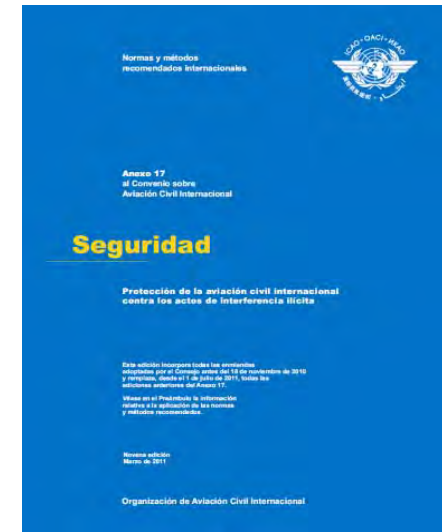 Normas y métodos
recomendados internacionales
ICAO · OACI · ИКАО
Anexo 17
al Convenio sobre
Aviación Civil Internacional
Seguridad
Protección de la aviación civil internacional
contra los actos de interferencia ilícita
Esta edición incorpora todas las enmiendas
adoptadas por el Consejo antes del 18 de noviembre de 2010
y remplaza, desde el 1 de julio de 2011, todas las
ediciones anteriores del Anexo 17.
Véase en el Preámbulo la información
relativa a la aplicación de las normas
y métodos recomendados.
Novena edición
Marzo de 2011
Organización de Aviación Civil Internacional